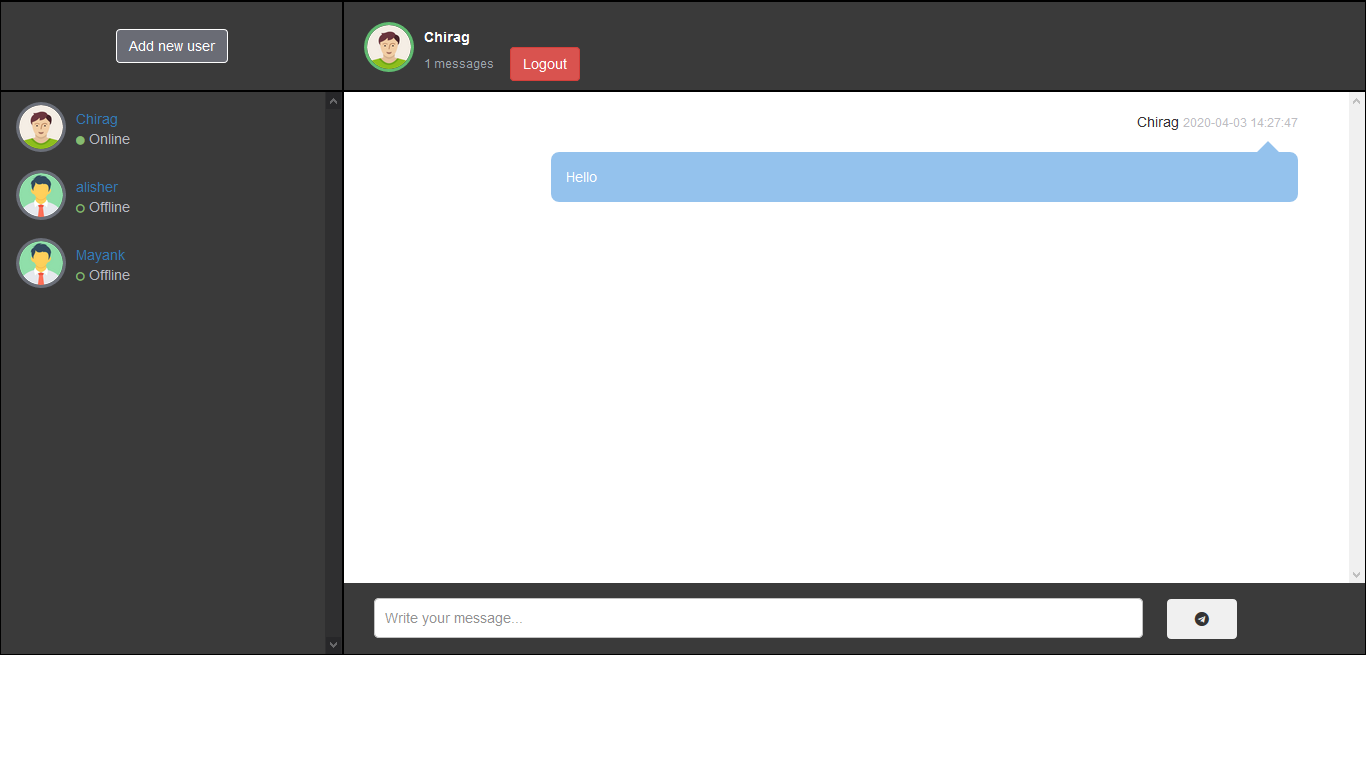 Add new user
Chirag
1 messages
Logout
Chirag
Online
alisher
Offline
Mayank
Offline
Chirag 2020-04-03 14:27:47
Hello
Write your message...